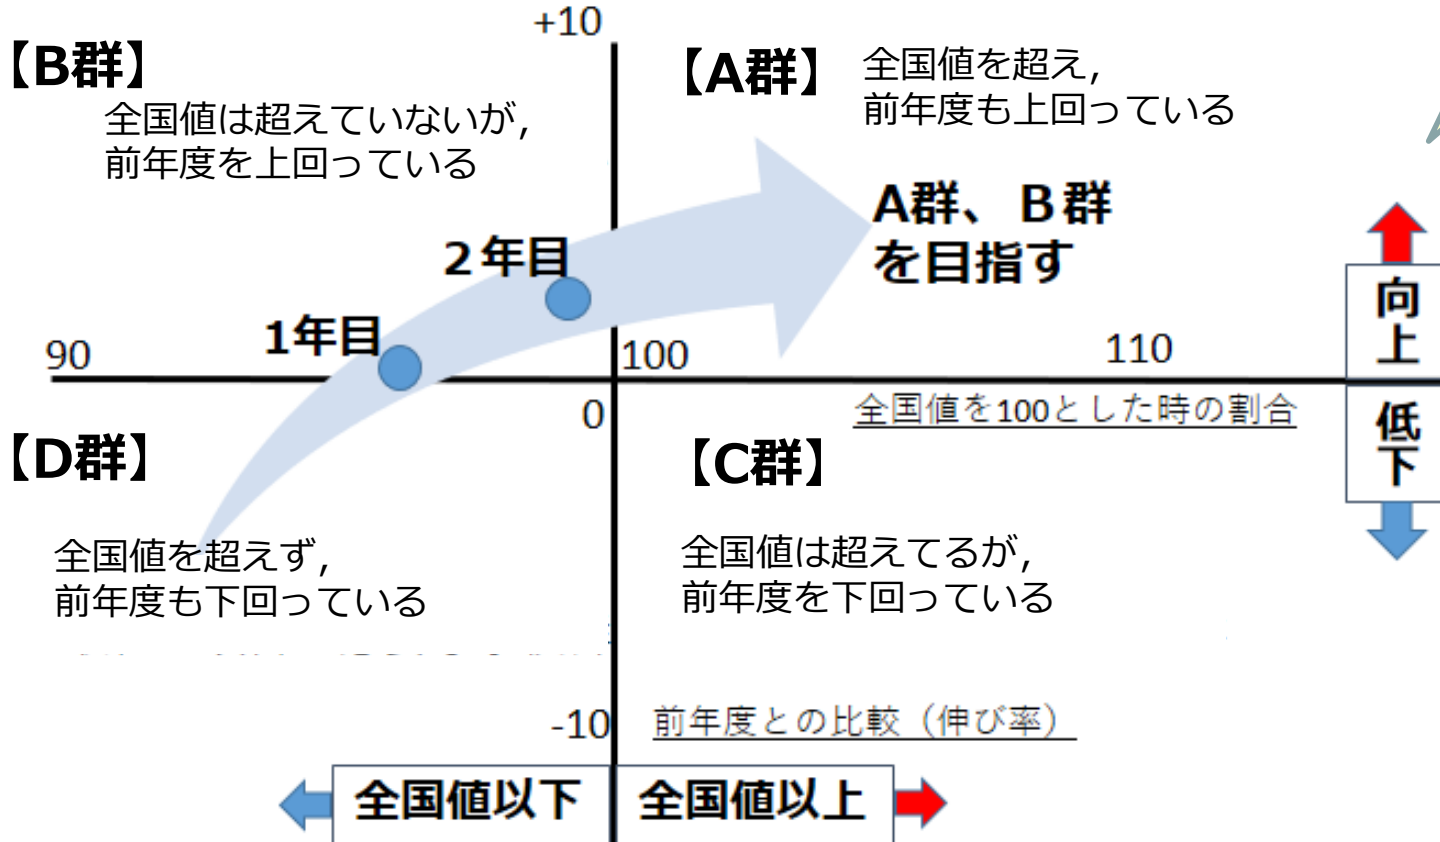 +10
【B群】
全国値は超えていないが，
前年度を上回っている
【A群】
全国値を超え，
前年度も上回っている
A群、Ｂ群
を目指す
２年目
1年目
90
100
110
向上
0
全国値を100とした時の割合
低下
【D群】
全国値を超えず，
前年度も下回っている
【C群】
全国値は超えてるが，
前年度を下回っている
-10
前年度との比較（伸び率）
全国値以下
全国値以上